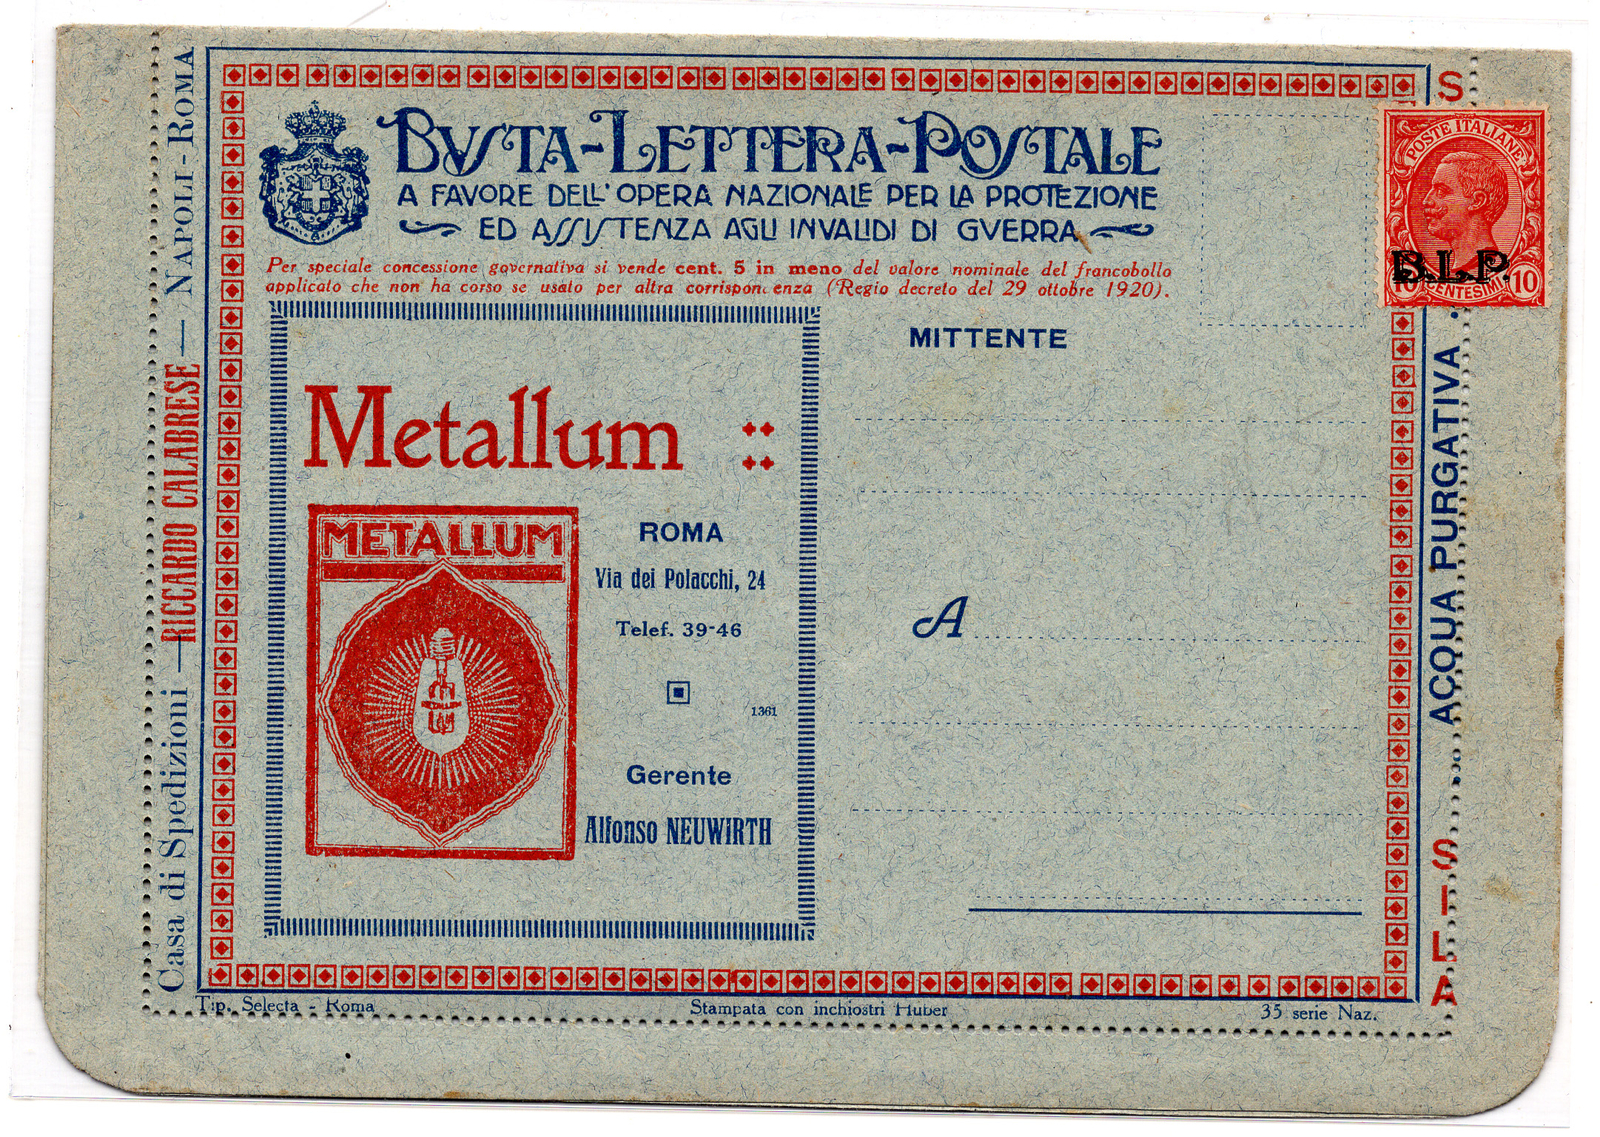 BUSTA-LETTERA-POSTALE
A FAVORE DELL'OPERA NAZIONALE PER LA PROTEZIONE
ED ASSISTENZA AGLI INVALIDI DI GUERRA
Per speciale concessione governativa si vende cent. 5 in meno del valore nominale del francobollo
applicato che non ha corso se usato per altra corrispondenza (Regio decreto del 29 ottobre 1920).
POSTE ITALIANE
B.L.P.
10 CENTESIMI 10
MITTENTE
Metallum
METALLUM
METALLUM
ROMA
Via dei Polacchi, 24
Telef. 39-46
1361
Gerente
Alfonso NEUWIRTH
A
Casa di Spedizioni — RICCARDO CALABRESE — NAPOLI-ROMA
S
ACQUA PURGATIVA
SILA
Tip. Selecta - Roma
Stampata con inchiostri Huber
35 serie Naz.